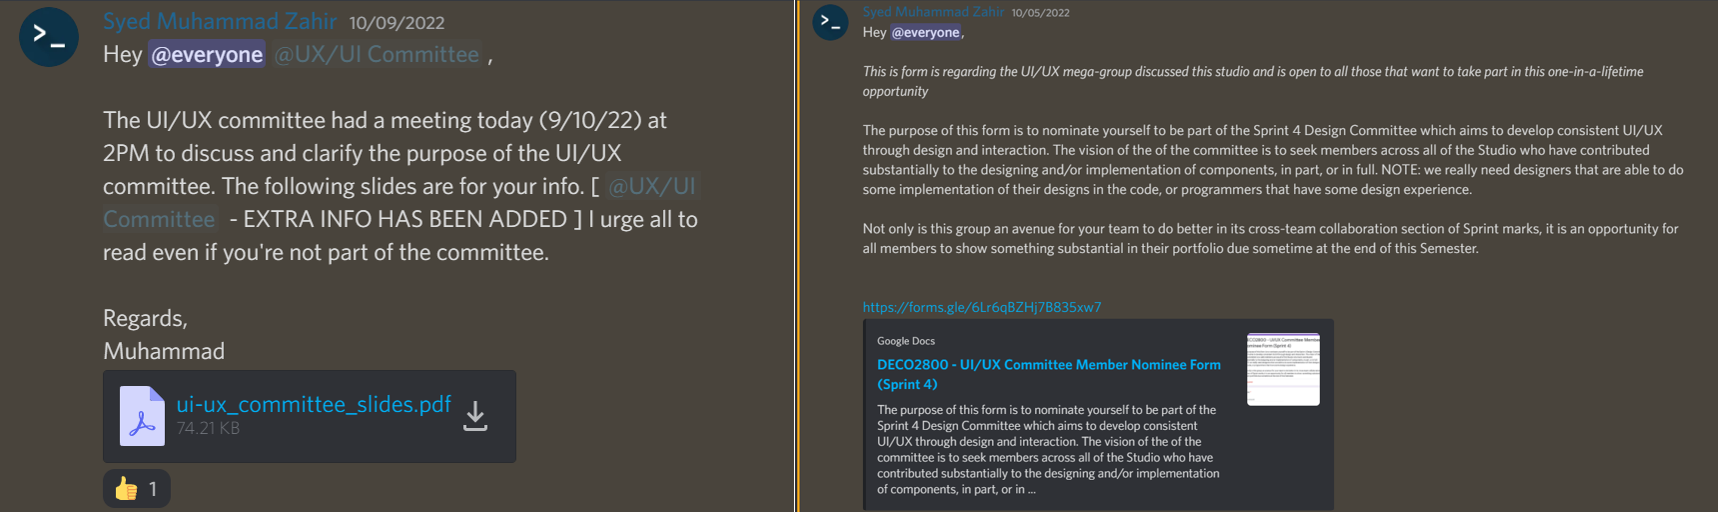 Syed Muhammad Zahir 10/09/2022
Hey @everyone @UX/UI Committee ,
The UI/UX committee had a meeting today (9/10/22) at
2PM to discuss and clarify the purpose of the UI/UX
committee. The following slides are for your info. [ @UX/UI
Committee - EXTRA INFO HAS BEEN ADDED ] I urge all to
read even if you're not part of the committee.
Regards,
Muhammad
ui-ux_committee_slides.pdf
74.21 KB
1
Syed Muhammad Zahir 10/05/2022
Hey @everyone,
This is form is regarding the UI/UX mega-group discussed this studio and is open to all those that want to take part in this one-in-a-lifetime
opportunity
The purpose of this form is to nominate yourself to be part of the Sprint 4 Design Committee which aims to develop consistent UI/UX
through design and interaction. The vision of the of the committee is to seek members across all of the Studio who have contributed
substantially to the designing and/or implementation of components, in part, or in full. NOTE: we really need designers that are able to do
some implementation of their designs in the code, or programmers that have some design experience.
Not only is this group an avenue for your team to do better in its cross-team collaboration section of Sprint marks, it is an opportunity for
all members to show something substantial in their portfolio due sometime at the end of this Semester.
https://forms.gle/6Lr6qBZHj7B835xw7
Google Docs
DECO2800 - UI/UX Committee Member Nominee Form
(Sprint 4)
The purpose of this form is to nominate yourself to be part of the
Sprint 4 Design Committee which aims to develop consistent
UI/UX through design and interaction. The vision of the of the
committee is to seek members across all of the Studio who have
contributed substantially to the designing and/or implementation
of components, in part, or in ...